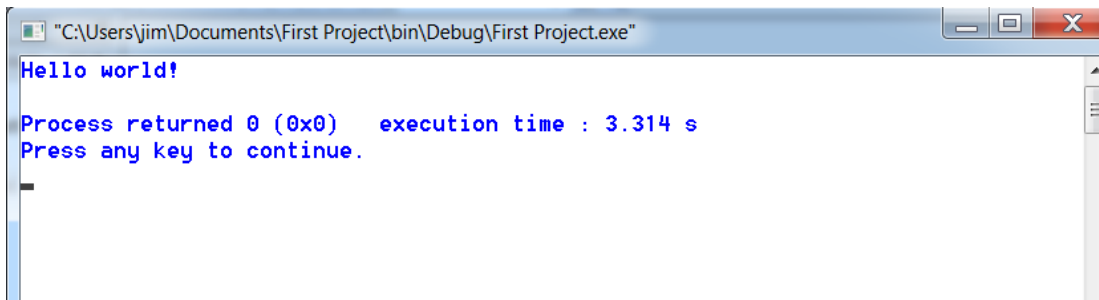 "C:\Users\jim\Documents\First Project\bin\Debug\First Project.exe"
Hello world!
Process returned 0 (0x0)   execution time : 3.314 s
Press any key to continue.